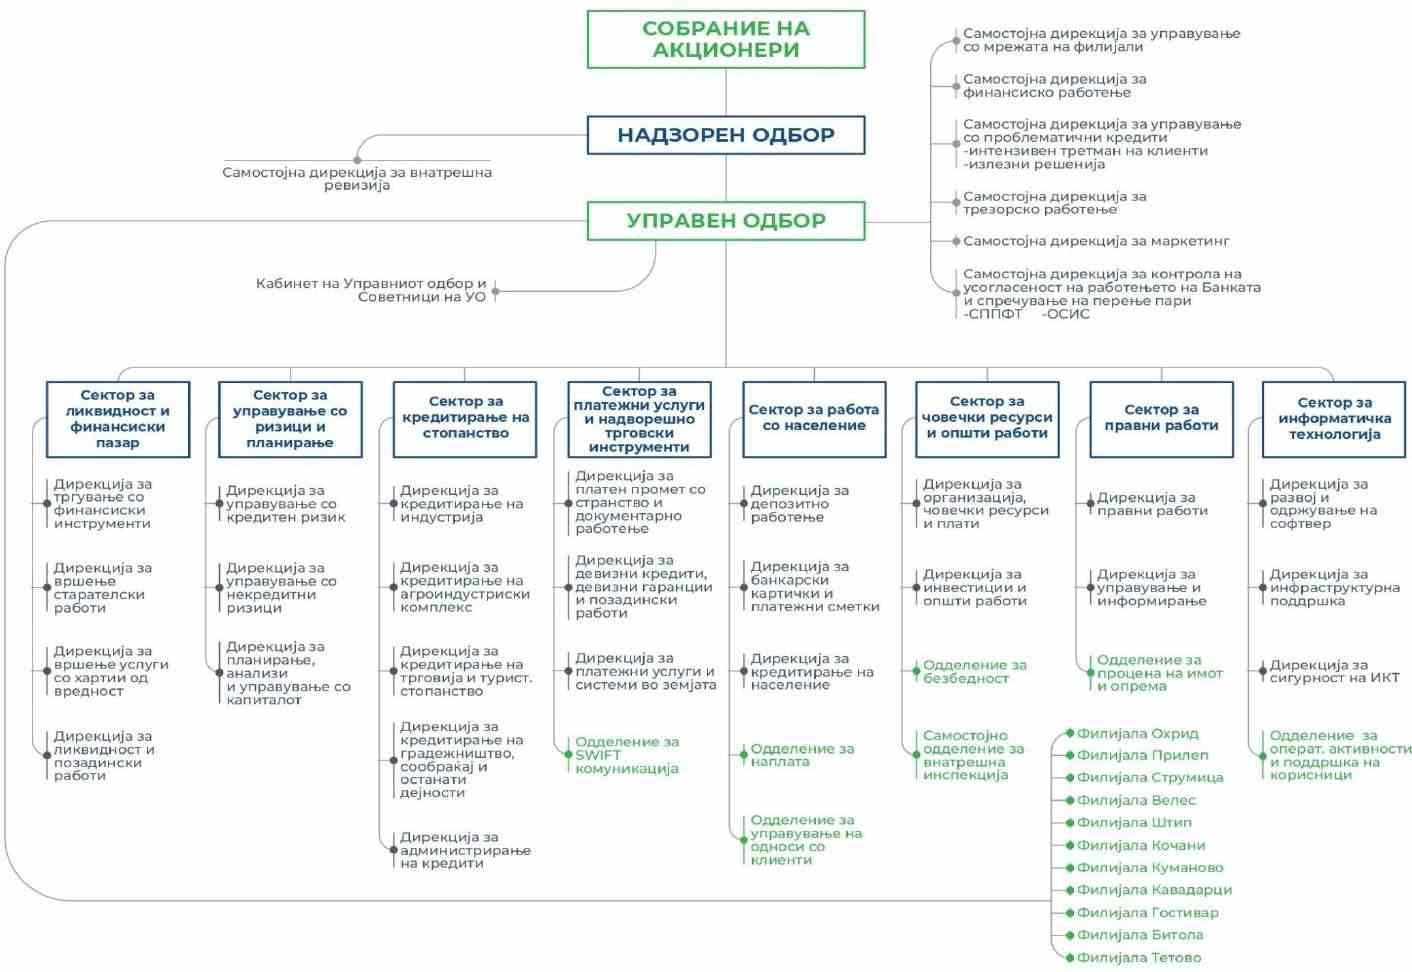 СОБРАНИЕ НА
АКЦИОНЕРИ
НАДЗОРЕН ОДБОР
Самостојна дирекција за внатрешна
ревизија
УПРАВЕН ОДБОР
Кабинет на Управниот одбор и
Советници на УО
Самостојна дирекција за управување
со мрежата на филијали
Самостојна дирекција за
финансиско работење
Самостојна дирекција за управување
со проблематични кредити
-интензивен третман на клиенти
-излезни решенија
Самостојна дирекција за
трезорско работење
Самостојна дирекција за маркетинг
Самостојна дирекција за контрола на
усогласеност на работењето на Банката
и спречување на перење пари
-СППФТ -ОСИС
Сектор за
ликвидност и
финансиски
пазар
Дирекција за
тргување со
финансиски
инструменти
Дирекција за
вршење
старателски
работи
Дирекција за
вршење услуги
со хартии од
вредност
Дирекција за
ликвидност и
позадински
работи
Сектор за
управување со
ризици и
планирање
Дирекција за
управување со
кредитен ризик
Дирекција за
управување со
некредитни
ризици
Дирекција за
планирање,
анализи
и управување со
капиталот
Сектор за
кредитирање на
стопанство
Дирекција за
кредитирање на
индустрија
Дирекција за
кредитирање на
агроиндустриски
комплекс
Дирекција за
кредитирање на
трговија и турист.
стопанство
Дирекција за
кредитирање на
градежништво,
сообраќај и
останати
дејности
Дирекција за
администрирање
на кредити
Сектор за
платежни услуги
и надворешно
трговски
инструменти
Дирекција за
платен промет со
странство и
документарно
работење
Дирекција за
девизни кредити,
девизни гаранции
и позадински
работи
Дирекција за
платежни услуги и
системи во земјата
Одделение за
SWIFT
комуникација
Сектор за работа
со население
Дирекција за
депозитно
работење
Дирекција за
банкарски
картички и
платежни сметки
Дирекција за
кредитирање на
население
Одделение за
наплата
Одделение за
управување на
односи со
клиенти
Сектор за
човечки ресурси
и општи работи
Дирекција за
организација,
човечки ресурси
и плати
Дирекција за
инвестиции и
општи работи
Одделение за
безбедност
Самостојно
одделение за
внатрешна
инспекција
Сектор за
правни работи
Дирекција за
правни работи
Дирекција за
управување и
информирање
Одделение за
процена на имот
и опрема
Сектор за
информатичка
технологија
Дирекција за
развој и
одржување на
софтвер
Дирекција за
инфраструктурна
поддршка
Дирекција за
сигурност на ИКТ
Одделение за
операт. активности
и поддршка на
корисници
Филијала Охрид
Филијала Прилеп
Филијала Струмица
Филијала Велес
Филијала Штип
Филијала Кочани
Филијала Куманово
Филијала Кавадарци
Филијала Гостивар
Филијала Битола
Филијала Тетово